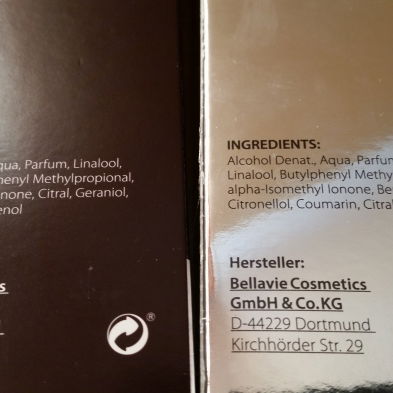 qua, Parfum, Linalool,
henyl Methylpropional,
none, Citral, Geraniol,
enol
s
®
INGREDIENTS:
Alcohol Denat., Aqua, Parfum
Linalool, Butylphenyl Methy
alpha-Isomethyl Ionone, Be
Citronellol, Coumarin, Citral
Hersteller:
Bellavie Cosmetics
GmbH & Co.KG
D-44229 Dortmund
Kirchhörder Str. 29